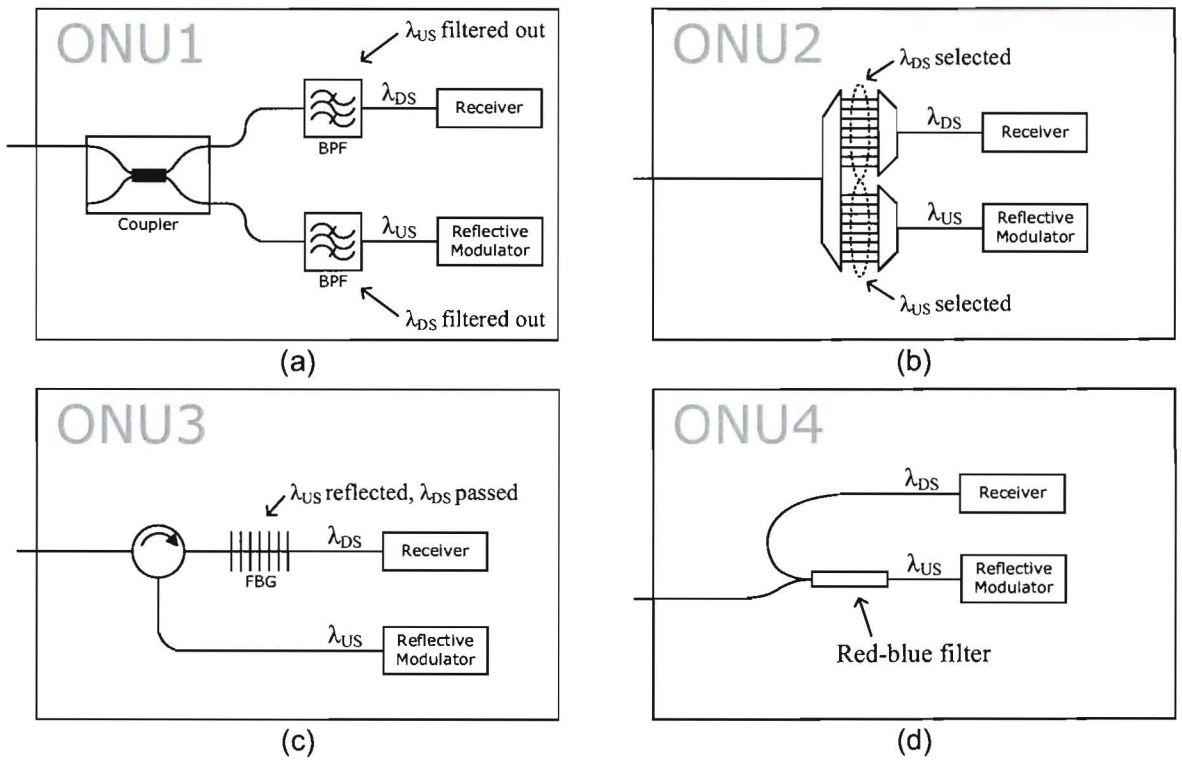 ONU1
λUS filtered out
λDS
Receiver
BPF
Coupler
λUS
Reflective
Modulator
BPF
λDS filtered out
(a)
ONU2
λDS selected
λDS
Receiver
λUS
Reflective
Modulator
λUS selected
(b)
ONU3
λUS reflected, λDS passed
λDS
Receiver
FBG
λUS
Reflective
Modulator
(c)
ONU4
λDS
Receiver
λUS
Reflective
Modulator
Red-blue filter
(d)